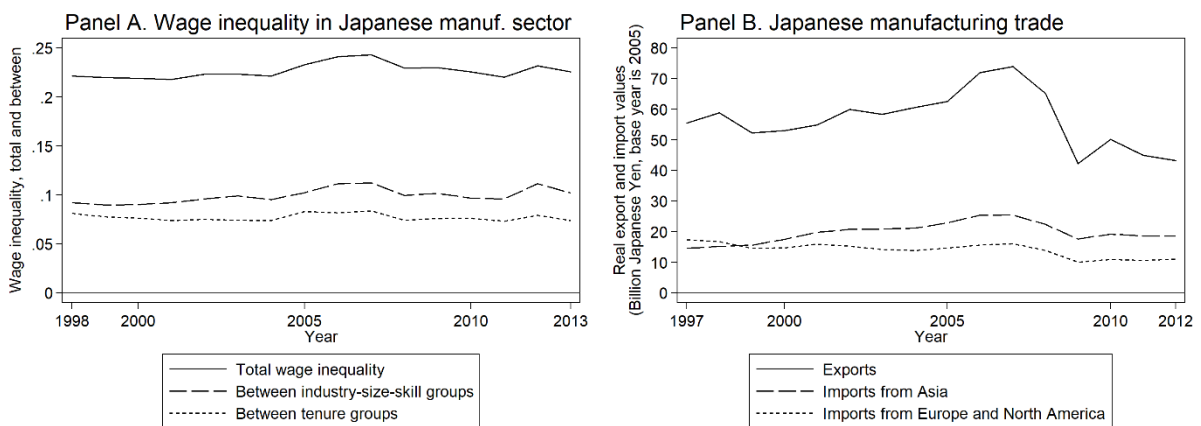 Panel A. Wage inequality in Japanese manuf. sector
Wage inequality, total and between
.25
.2
.15
.1
.05
0
1998
2000
2005
2010
2013
Year
Total wage inequality
Between industry-size-skill groups
Between tenure groups
Panel B. Japanese manufacturing trade
Real export and import values
(Billion Japanese Yen, base year is 2005)
80
70
60
50
40
30
20
10
0
1997
2000
2005
2010
2012
Year
Exports
Imports from Asia
Imports from Europe and North America